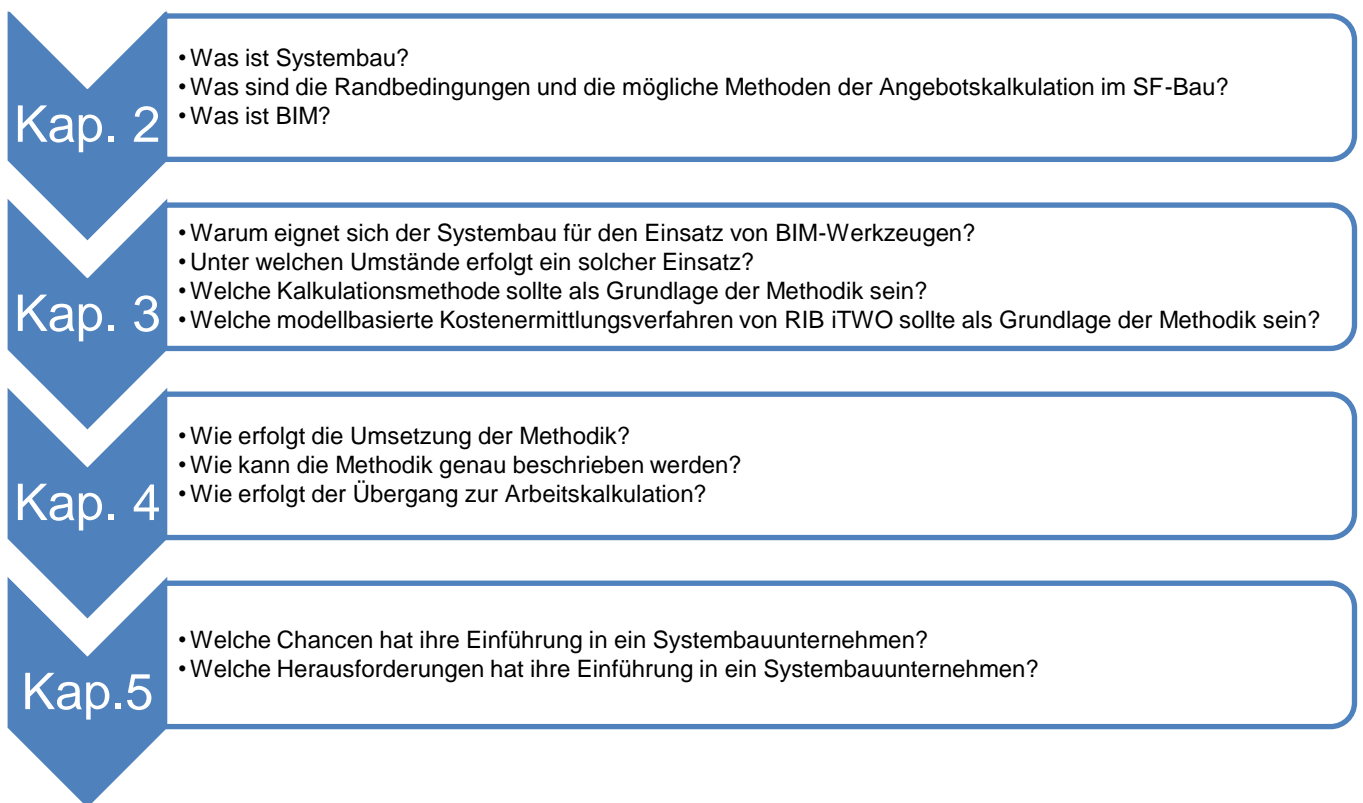 Kap. 2
•Was ist Systembau?
•Was sind die Randbedingungen und die mögliche Methoden der Angebotskalkulation im SF-Bau?
•Was ist BIM?
Kap. 3
•Warum eignet sich der Systembau für den Einsatz von BIM-Werkzeugen?
•Unter welchen Umstände erfolgt ein solcher Einsatz?
•Welche Kalkulationsmethode sollte als Grundlage der Methodik sein?
•Welche modellbasierte Kostenermittlungsverfahren von RIB iTWO sollte als Grundlage der Methodik sein?
Kap. 4
•Wie erfolgt die Umsetzung der Methodik?
•Wie kann die Methodik genau beschrieben werden?
•Wie erfolgt der Übergang zur Arbeitskalkulation?
Kap.5
•Welche Chancen hat ihre Einführung in ein Systembauunternehmen?
•Welche Herausforderungen hat ihre Einführung in ein Systembauunternehmen?